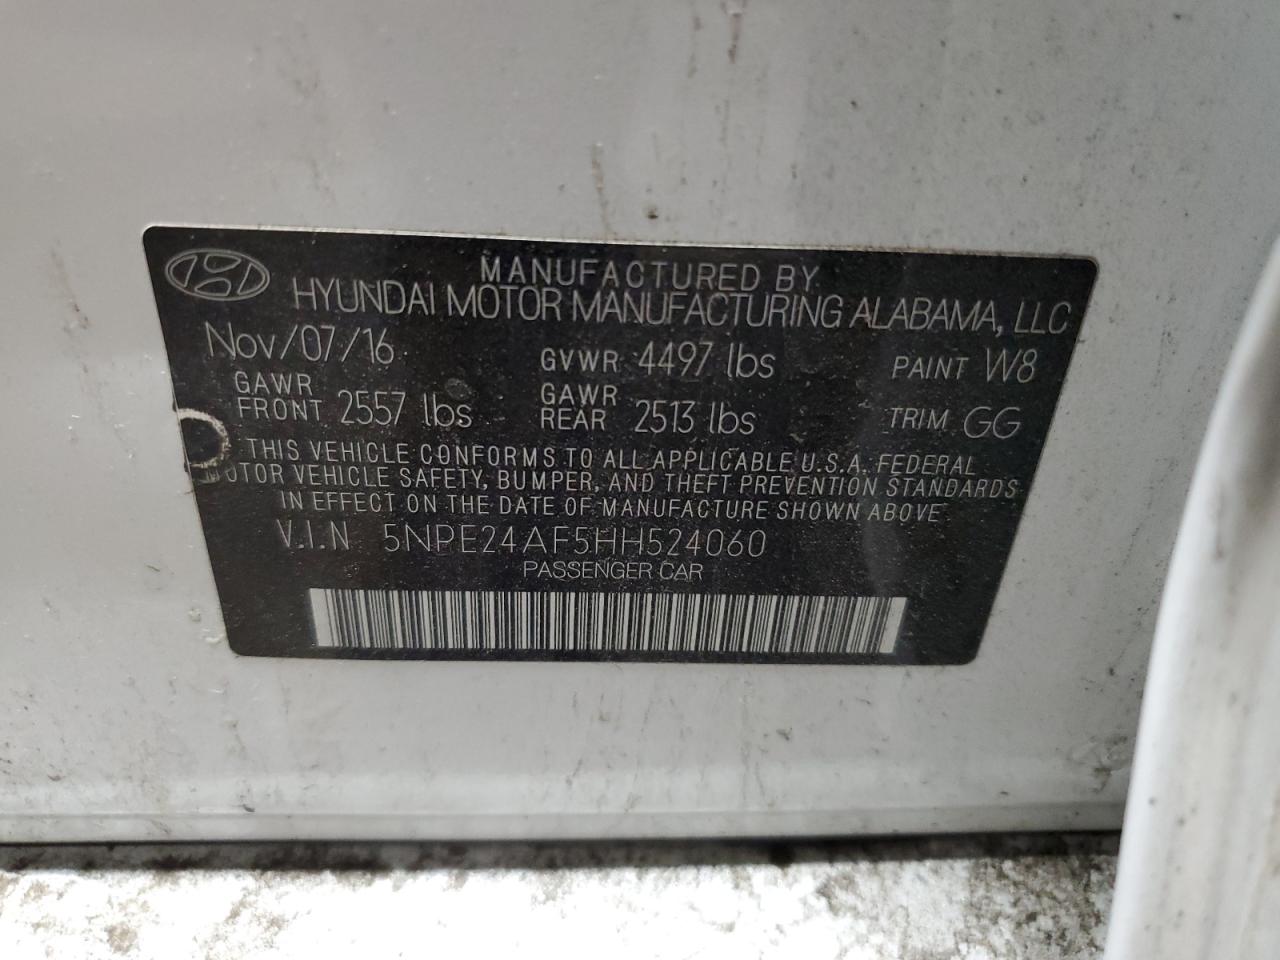 MANUFACTURED BY
HYUNDAI MOTOR MANUFACTURING ALABAMA, LLC
Nov/07/16 GVWR 4497 lbs PAINT W8
GAWR FRONT 2557 lbs GAWR REAR 2513 lbs TRIM GG
THIS VEHICLE CONFORMS TO ALL APPLICABLE U.S.A. FEDERAL
MOTOR VEHICLE SAFETY, BUMPER, AND THEFT PREVENTION STANDARDS
IN EFFECT ON THE DATE OF MANUFACTURE SHOWN ABOVE
V.I.N 5NPE24AF5HH524060
PASSENGER CAR